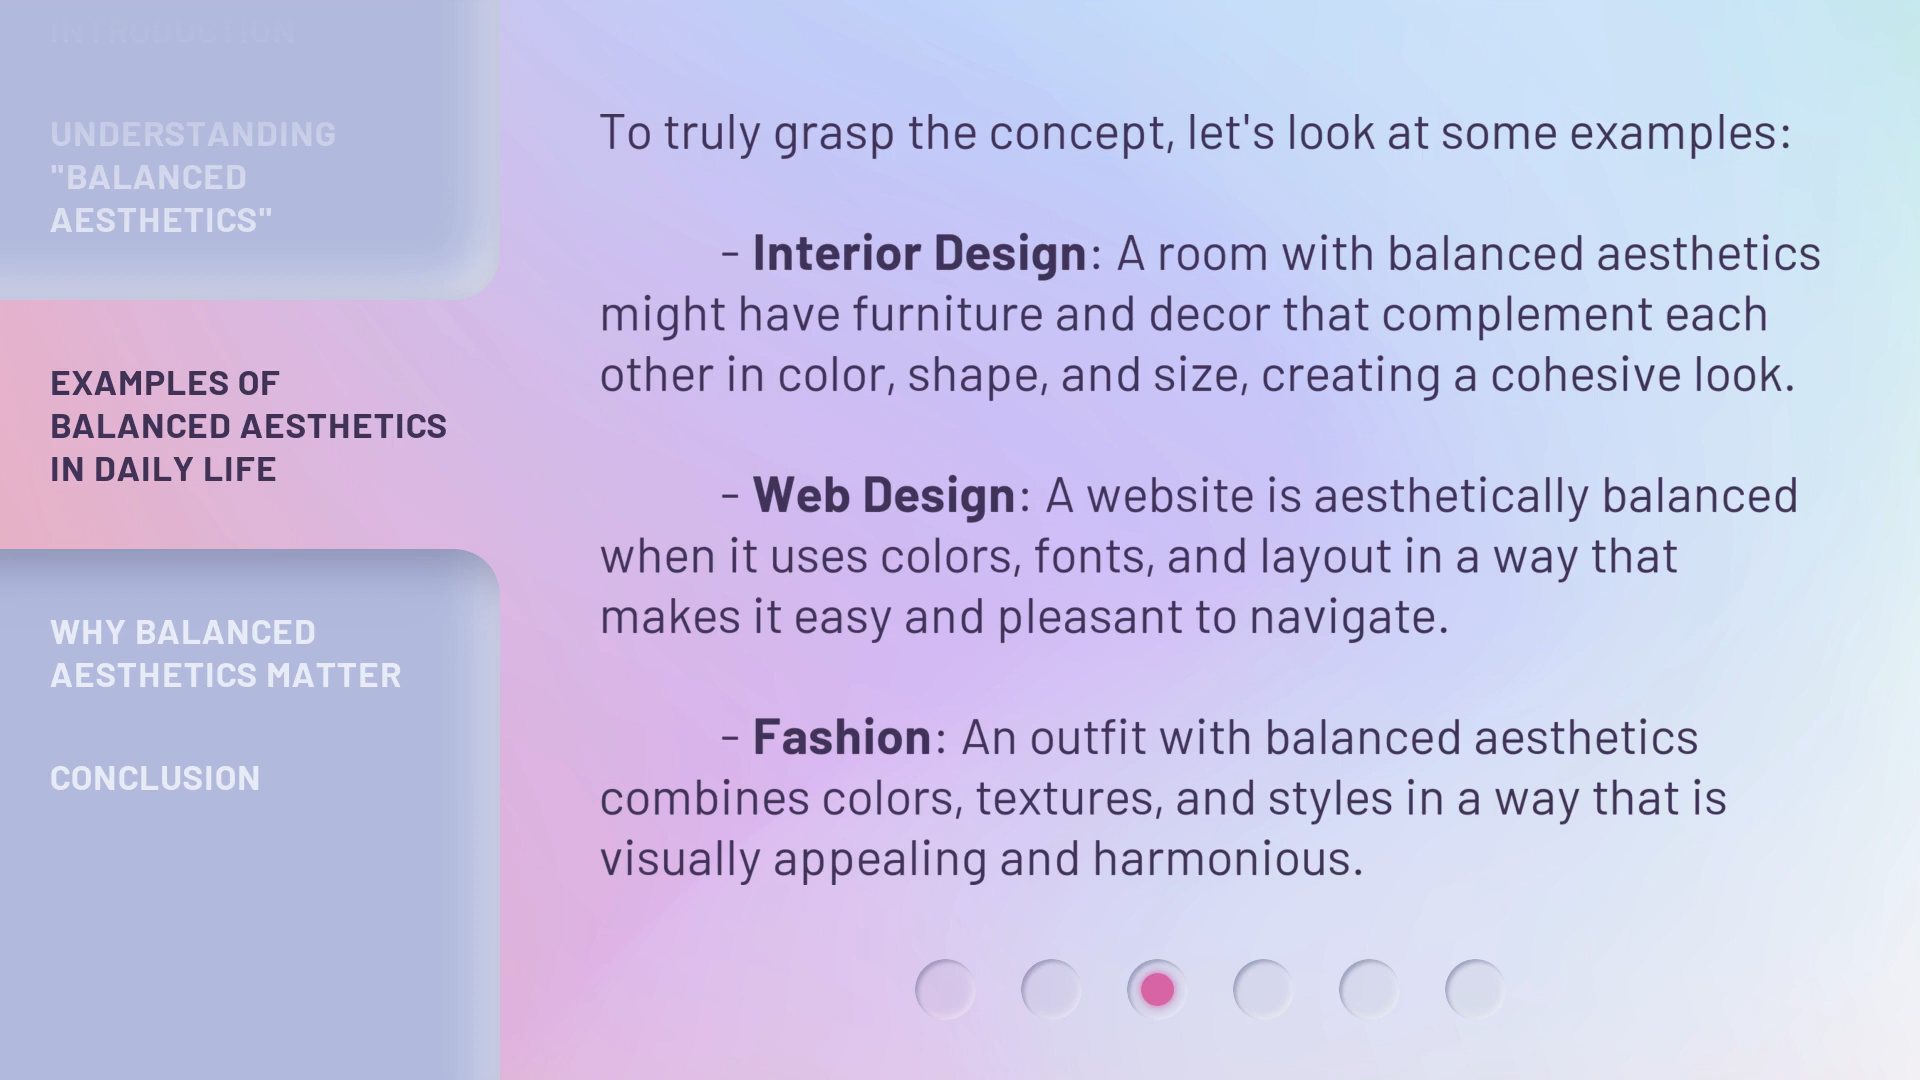 INTRODUCTION
UNDERSTANDING
"BALANCED
AESTHETICS"
EXAMPLES OF
BALANCED AESTHETICS
IN DAILY LIFE
WHY BALANCED
AESTHETICS MATTER
CONCLUSION
To truly grasp the concept, let's look at some examples:
- Interior Design: A room with balanced aesthetics
might have furniture and decor that complement each
other in color, shape, and size, creating a cohesive look.
- Web Design: A website is aesthetically balanced
when it uses colors, fonts, and layout in a way that
makes it easy and pleasant to navigate.
- Fashion: An outfit with balanced aesthetics
combines colors, textures, and styles in a way that is
visually appealing and harmonious.